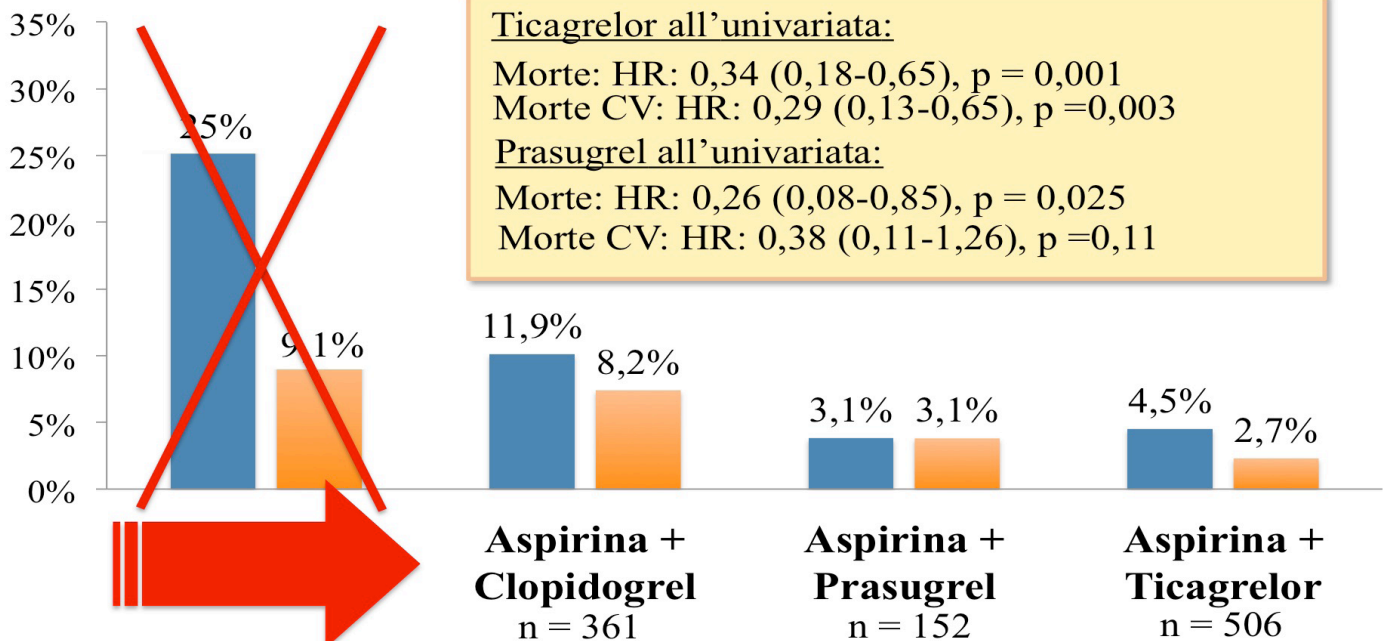 35%
30%
25%
20%
15%
10%
5%
0%
Ticagrelor all’univariata:
Morte: HR: 0,34 (0,18-0,65), p = 0,001
Morte CV: HR: 0,29 (0,13-0,65), p =0,003
Prasugrel all’univariata:
Morte: HR: 0,26 (0,08-0,85), p = 0,025
Morte CV: HR: 0,38 (0,11-1,26), p =0,11
25%
9,1%
11,9%
8,2%
3,1%
3,1%
4,5%
2,7%
Aspirina +
Clopidogrel
n = 361
Aspirina +
Prasugrel
n = 152
Aspirina +
Ticagrelor
n = 506